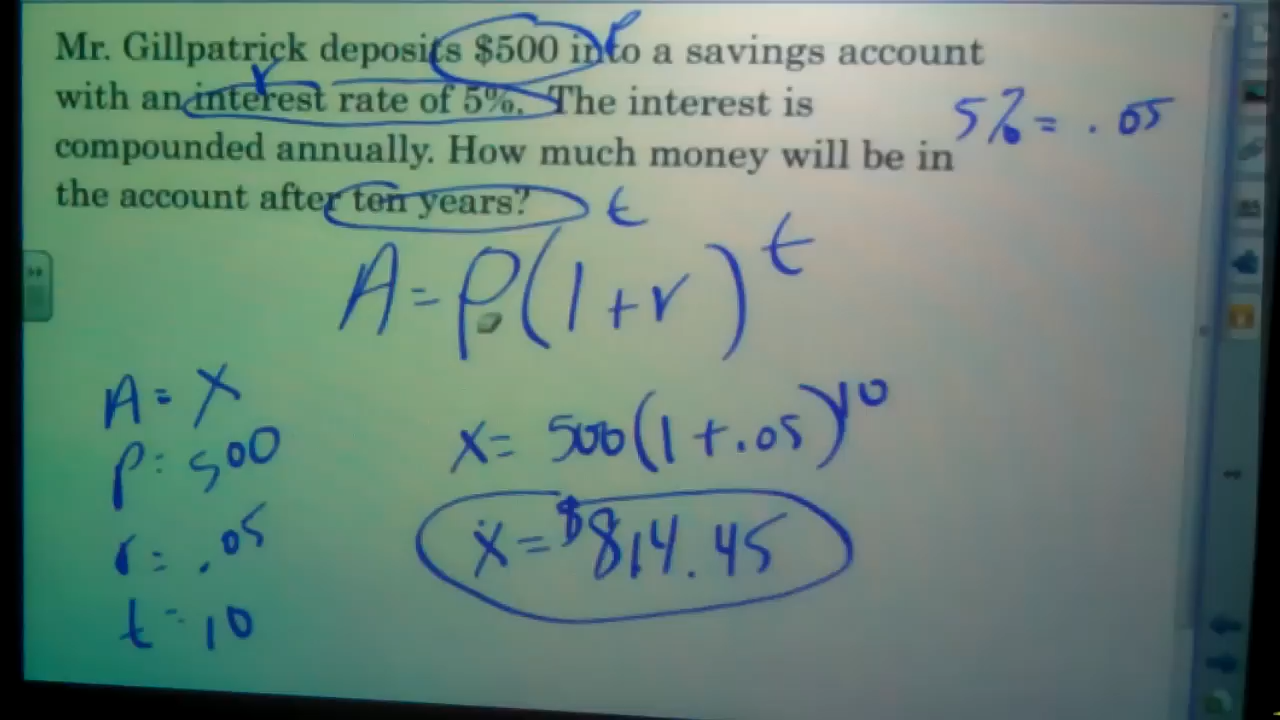 Mr. Gillpatrick deposits $500 into a savings account
P
with an interest rate of 5%. The interest is
r
5% = .05
compounded annually. How much money will be in
the account after ten years?
t
A = P(1+r)^t
A = X
P = 500
r = .05
t = 10
X = 500(1+.05)^10
X = $814.45